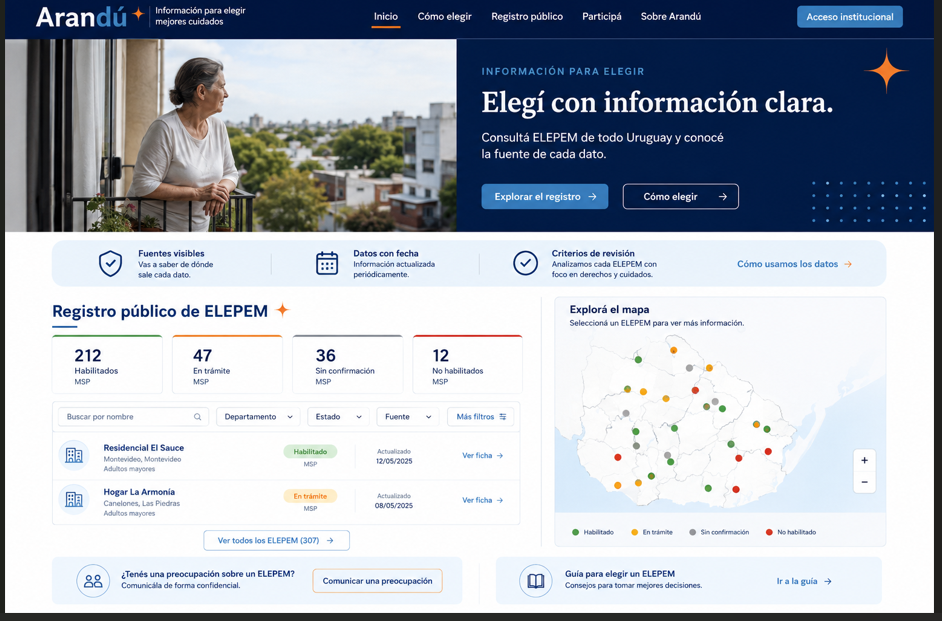 Arandú
Información para elegir
mejores cuidados
Inicio
Cómo elegir
Registro público
Participá
Sobre Arandú
Acceso institucional
INFORMACIÓN PARA ELEGIR
Elegí con información clara.
Consultá ELEPEM de todo Uruguay y conocé
la fuente de cada dato.
Explorar el registro →
Cómo elegir →
Fuentes visibles
Vas a saber de dónde
sale cada dato.
Datos con fecha
Información actualizada
periódicamente.
Criterios de revisión
Analizamos cada ELEPEM con
foco en derechos y cuidados.
Cómo usamos los datos →
Registro público de ELEPEM
212
Habilitados
MSP
47
En trámite
MSP
36
Sin confirmación
MSP
12
No habilitados
MSP
Buscar por nombre
Departamento
Estado
Fuente
Más filtros
Residencial El Sauce
Montevideo, Montevideo
Adultos mayores
Habilitado
MSP
Actualizado
12/05/2025
Ver ficha →
Hogar La Armonía
Canelones, Las Piedras
Adultos mayores
En trámite
MSP
Actualizado
08/05/2025
Ver ficha →
Ver todos los ELEPEM (307) →
Explorá el mapa
Seleccioná un ELEPEM para ver más información.
+
−
Habilitado
En trámite
Sin confirmación
No habilitado
¿Tenés una preocupación sobre un ELEPEM?
Comunicála de forma confidencial.
Comunicar una preocupación
Guía para elegir un ELEPEM
Consejos para tomar mejores decisiones.
Ir a la guía →